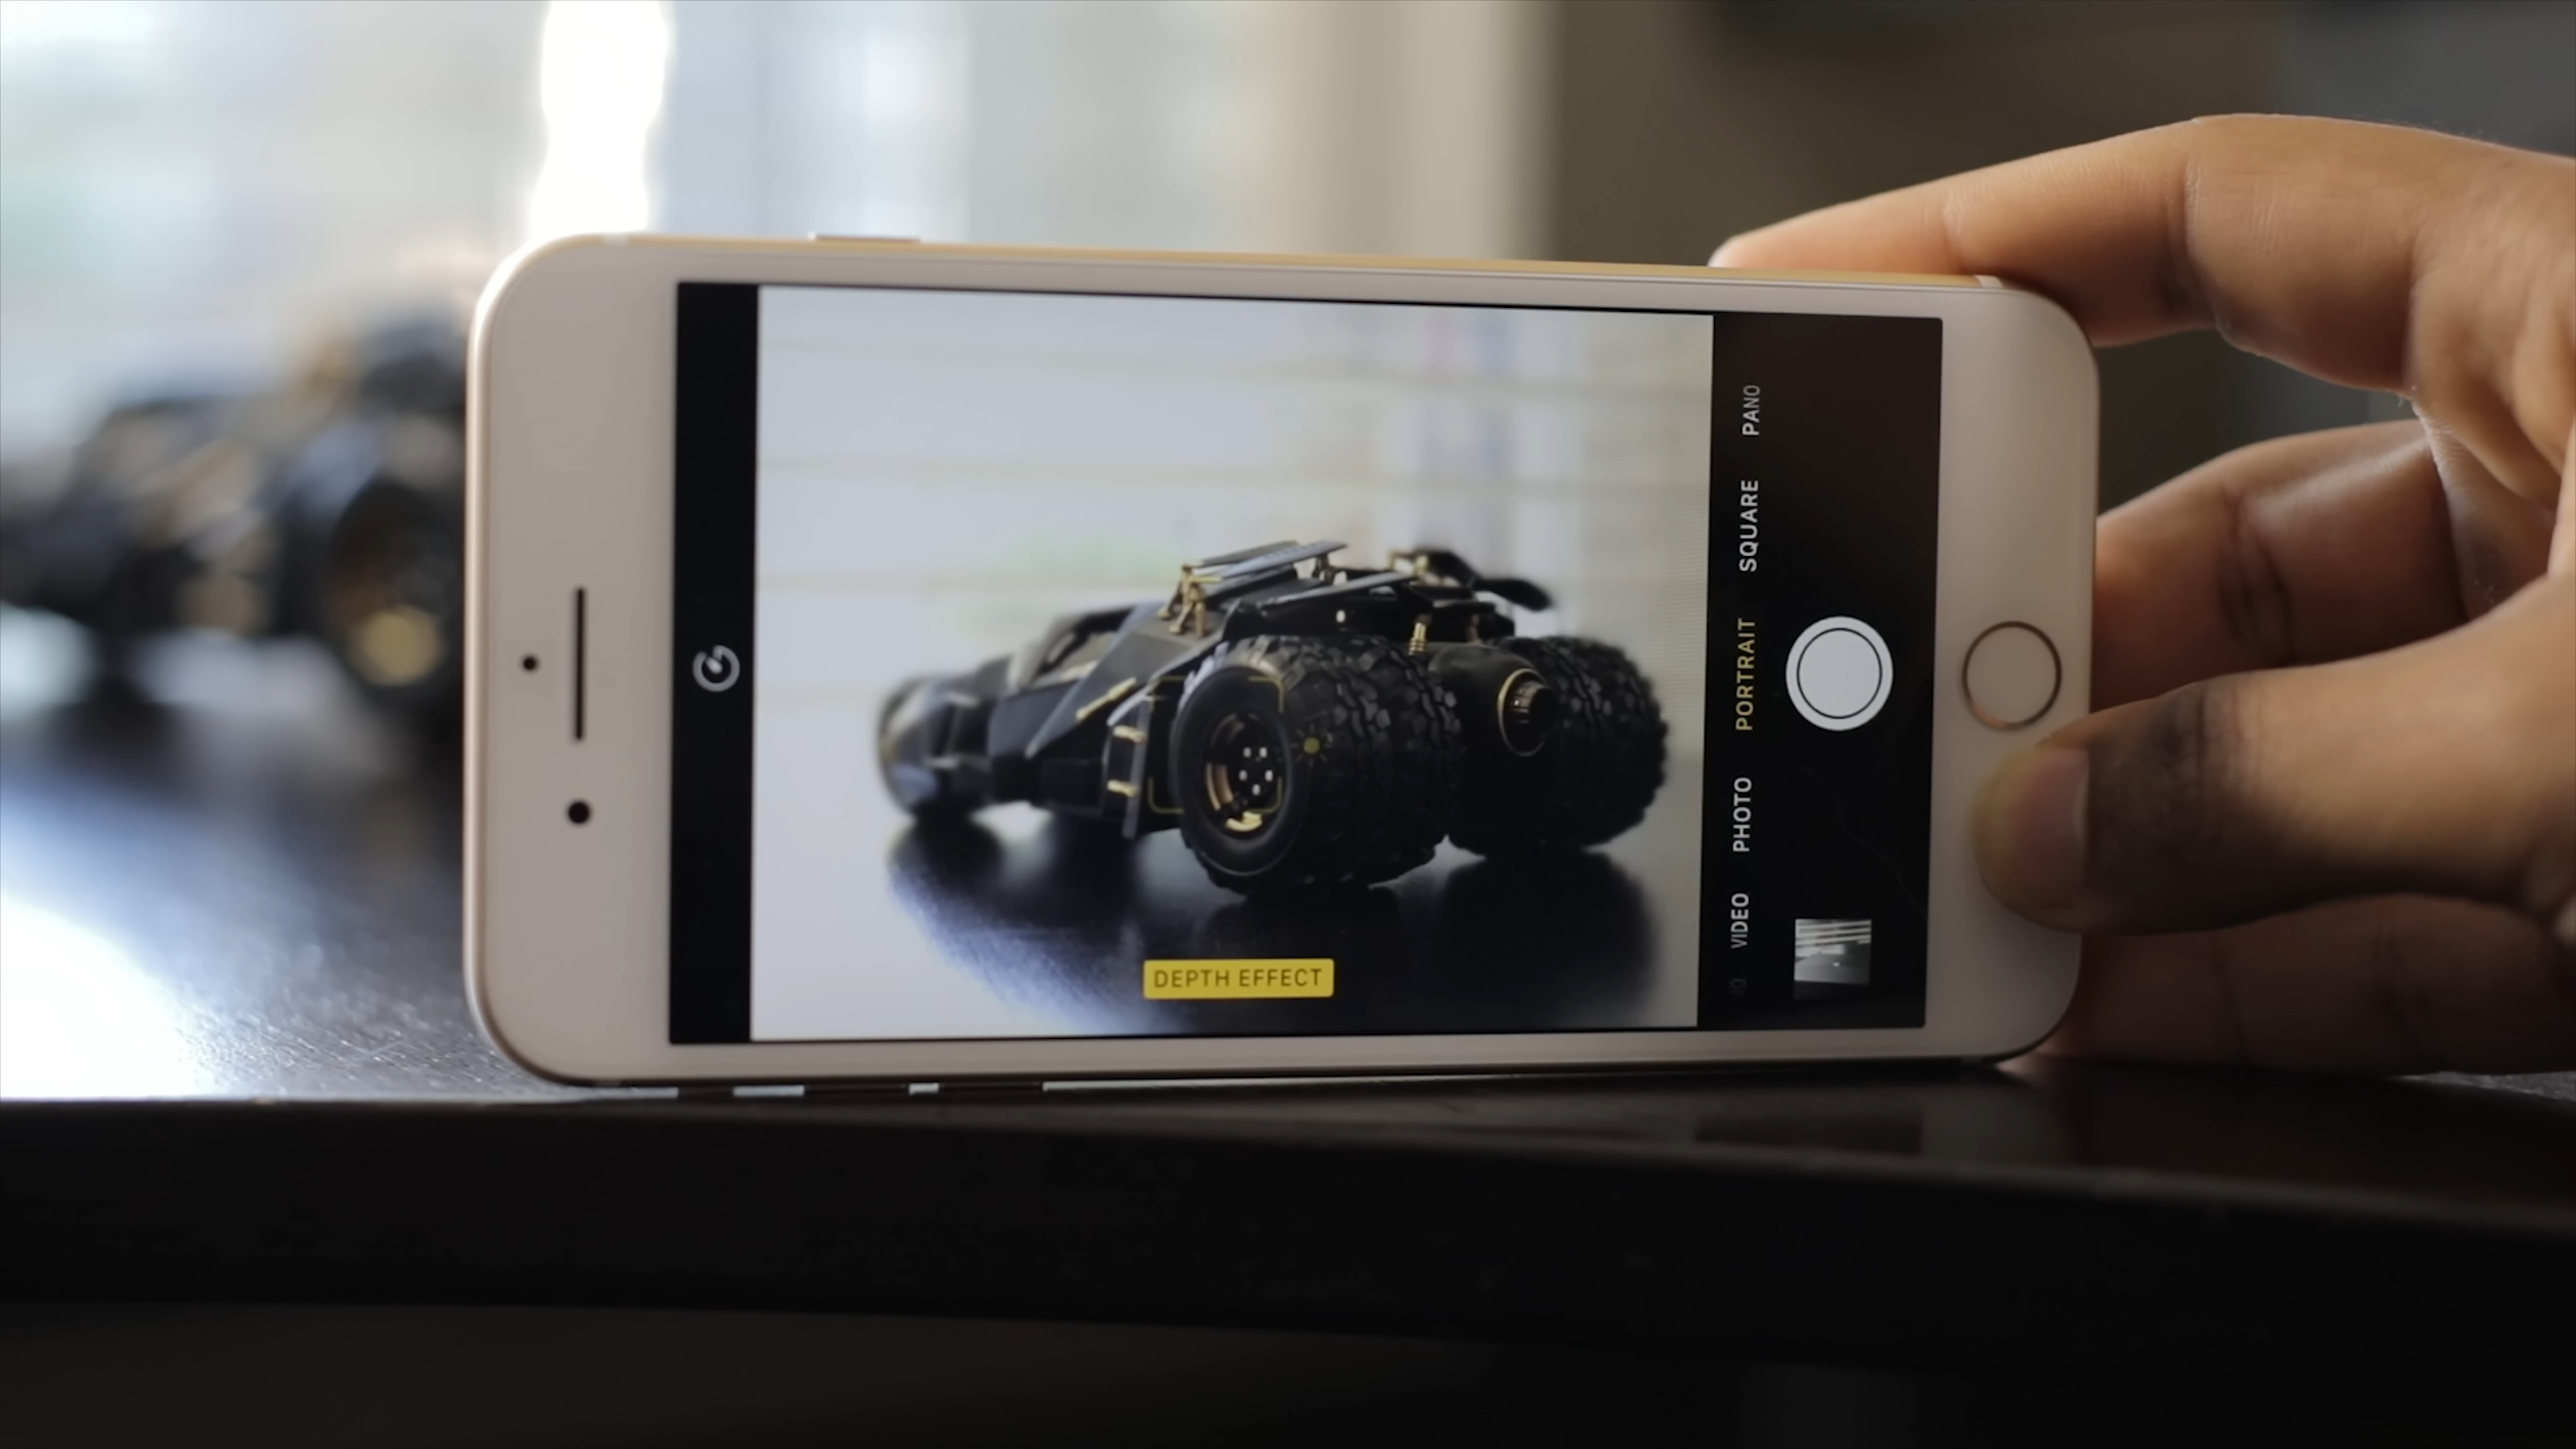 PANO
SQUARE
PORTRAIT
PHOTO
VIDEO
DEPTH EFFECT